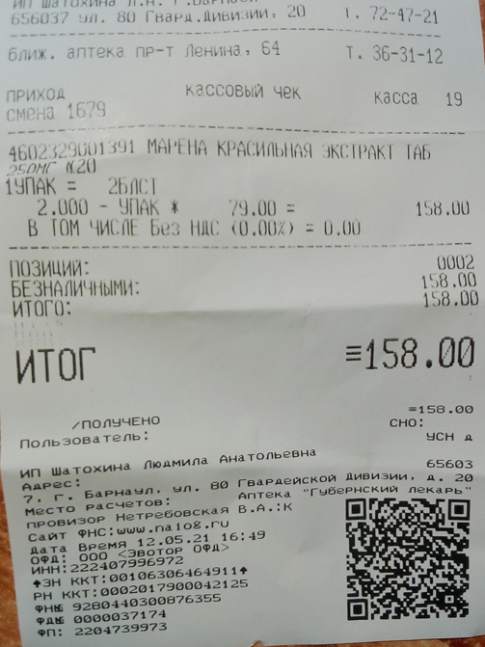 ИП Шатохина Л.А. г.Барнаул
656037 ул. 80 Гвард.Дивизии, 20 т. 72-47-21
ближ. аптека пр-т Ленина, 64 т. 36-31-12
ПРИХОД кассовый чек касса 19
смена 1679
4602329001391 МАРЕНА КРАСИЛЬНАЯ ЭКСТРАКТ ТАБ
250МГ №20
1УПАК = 2БЛСТ
2.000 - УПАК * 79.00 = 158.00
В ТОМ ЧИСЛЕ Без НДС (0.00%) = 0.00
ПОЗИЦИЙ: 0002
БЕЗНАЛИЧНЫМИ: 158.00
ИТОГО: 158.00
ИТОГ ≡158.00
/ПОЛУЧЕНО =158.00
Пользователь: СНО:
УСН д
ИП Шатохина Людмила Анатольевна
Адрес: 65603
7, г. Барнаул, ул. 80 Гвардейской Дивизии, д. 20
Место расчетов: Аптека "Губернский лекарь"
провизор Нетребовская В.А.:К
Сайт ФНС:www.nalog.ru
Дата Время 12.05.21 16:49
ОФД: ООО <Эвотор ОФД>
ИНН:222407996972
ЗН ККТ:00106306464911
РН ККТ:0002017900042125
ФН№ 9280440300876355
ФД№ 0000037174
ФП: 2204739973